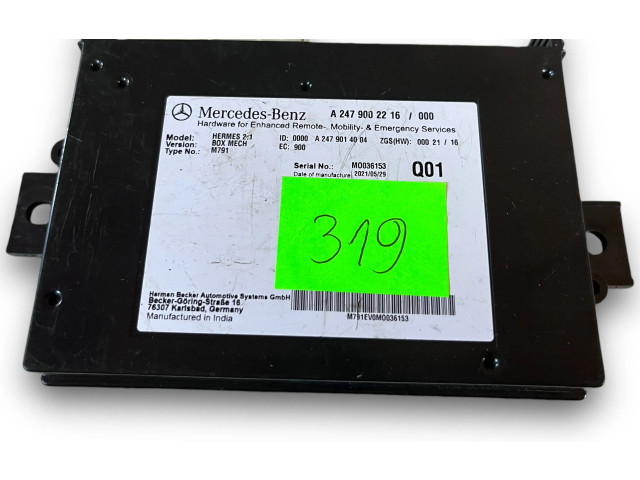 Mercedes-Benz A 247 900 22 16 / 000
Hardware for Enhanced Remote-, Mobility- & Emergency Services
Model: HERMES 2.1 ID: 0000 A 247 901 40 04 ZGS(HW): 000 21 / 16
Version: BOX MECH EC: 900
Type No.: M791
Serial No.: M0036153 Q01
Date of manufacture: 2021/05/29
319
Herman Becker Automotive Systems GmbH
Becker-Göring-Straße 16
76307 Karlsbad, Germany
Manufactured in India
M791EV0M0036153